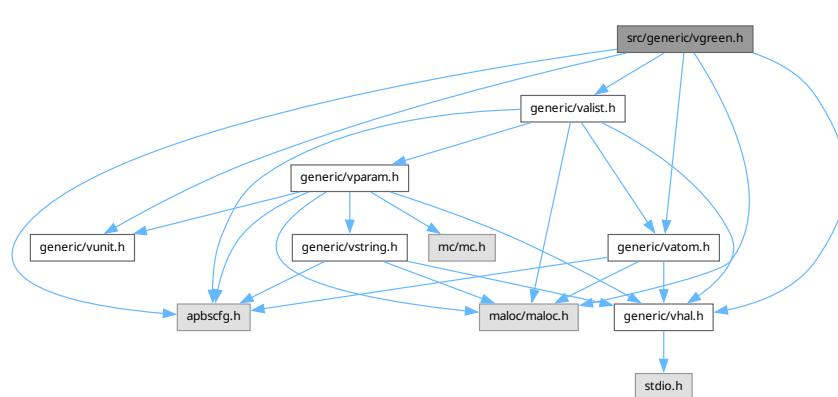 src/generic/vgreen.h
generic/valist.h
generic/vparam.h
generic/vunit.h
generic/vstring.h
mc/mc.h
generic/vatom.h
apbscfg.h
maloc/maloc.h
generic/vhal.h
stdio.h